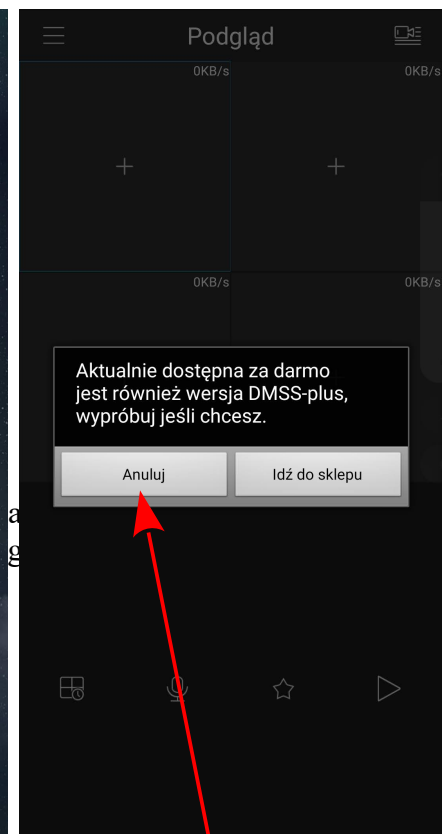 Podgląd
0KB/s
0KB/s
0KB/s
0KB/s
Aktualnie dostępna za darmo
jest również wersja DMSS-plus,
wypróbuj jeśli chcesz.
Anuluj
Idź do sklepu
a
g